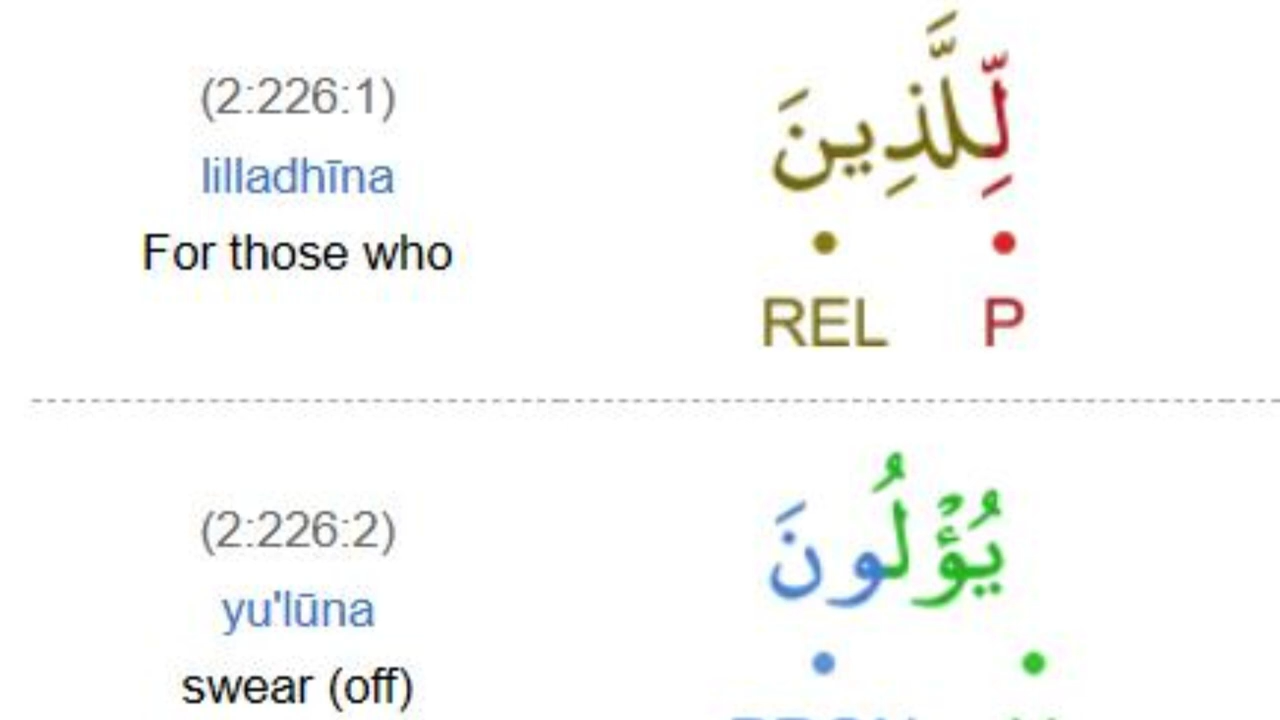 (2:226:1)
lilladhīna
For those who
لِّلَّذِينَ
REL P
(2:226:2)
yu'lūna
swear (off)
يُؤْلُونَ